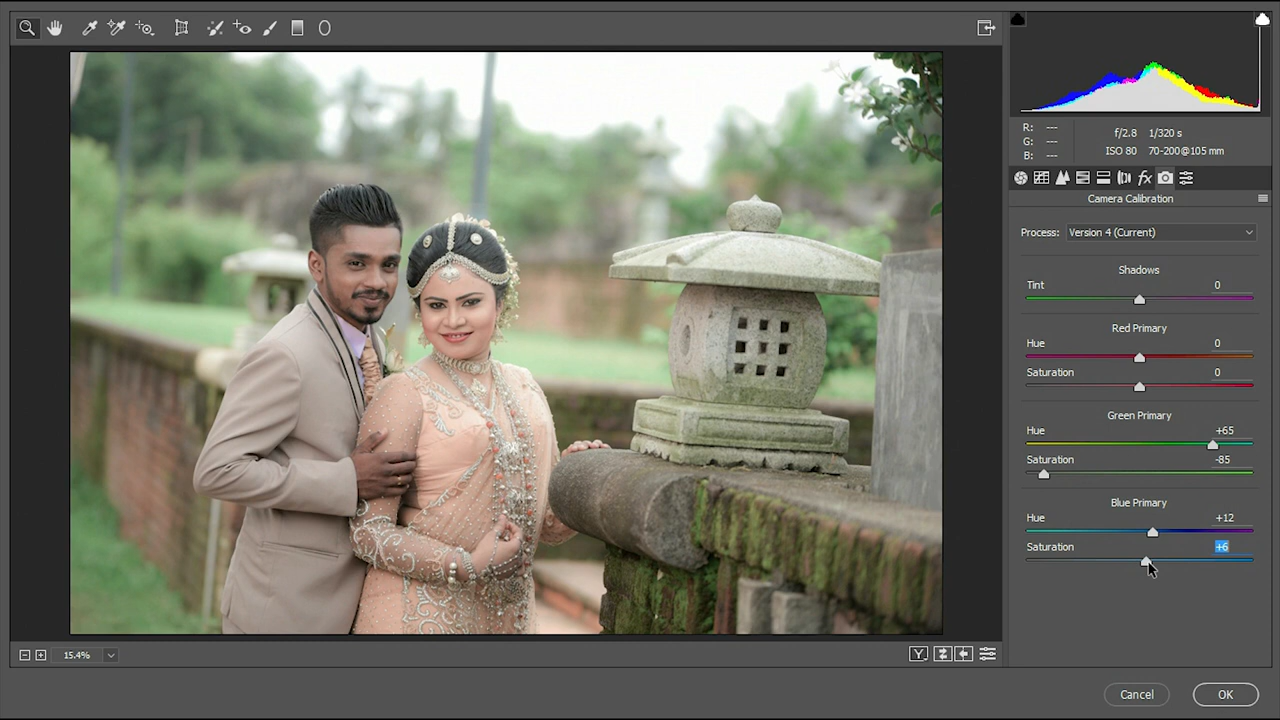 R: ---
G: ---
B: ---
f/2.8 1/320 s
ISO 80 70-200@105 mm
fx
Camera Calibration
Process: Version 4 (Current)
Shadows
Tint 0
Red Primary
Hue 0
Saturation 0
Green Primary
Hue +65
Saturation -85
Blue Primary
Hue +12
Saturation +6
15.4%
Y
Cancel OK